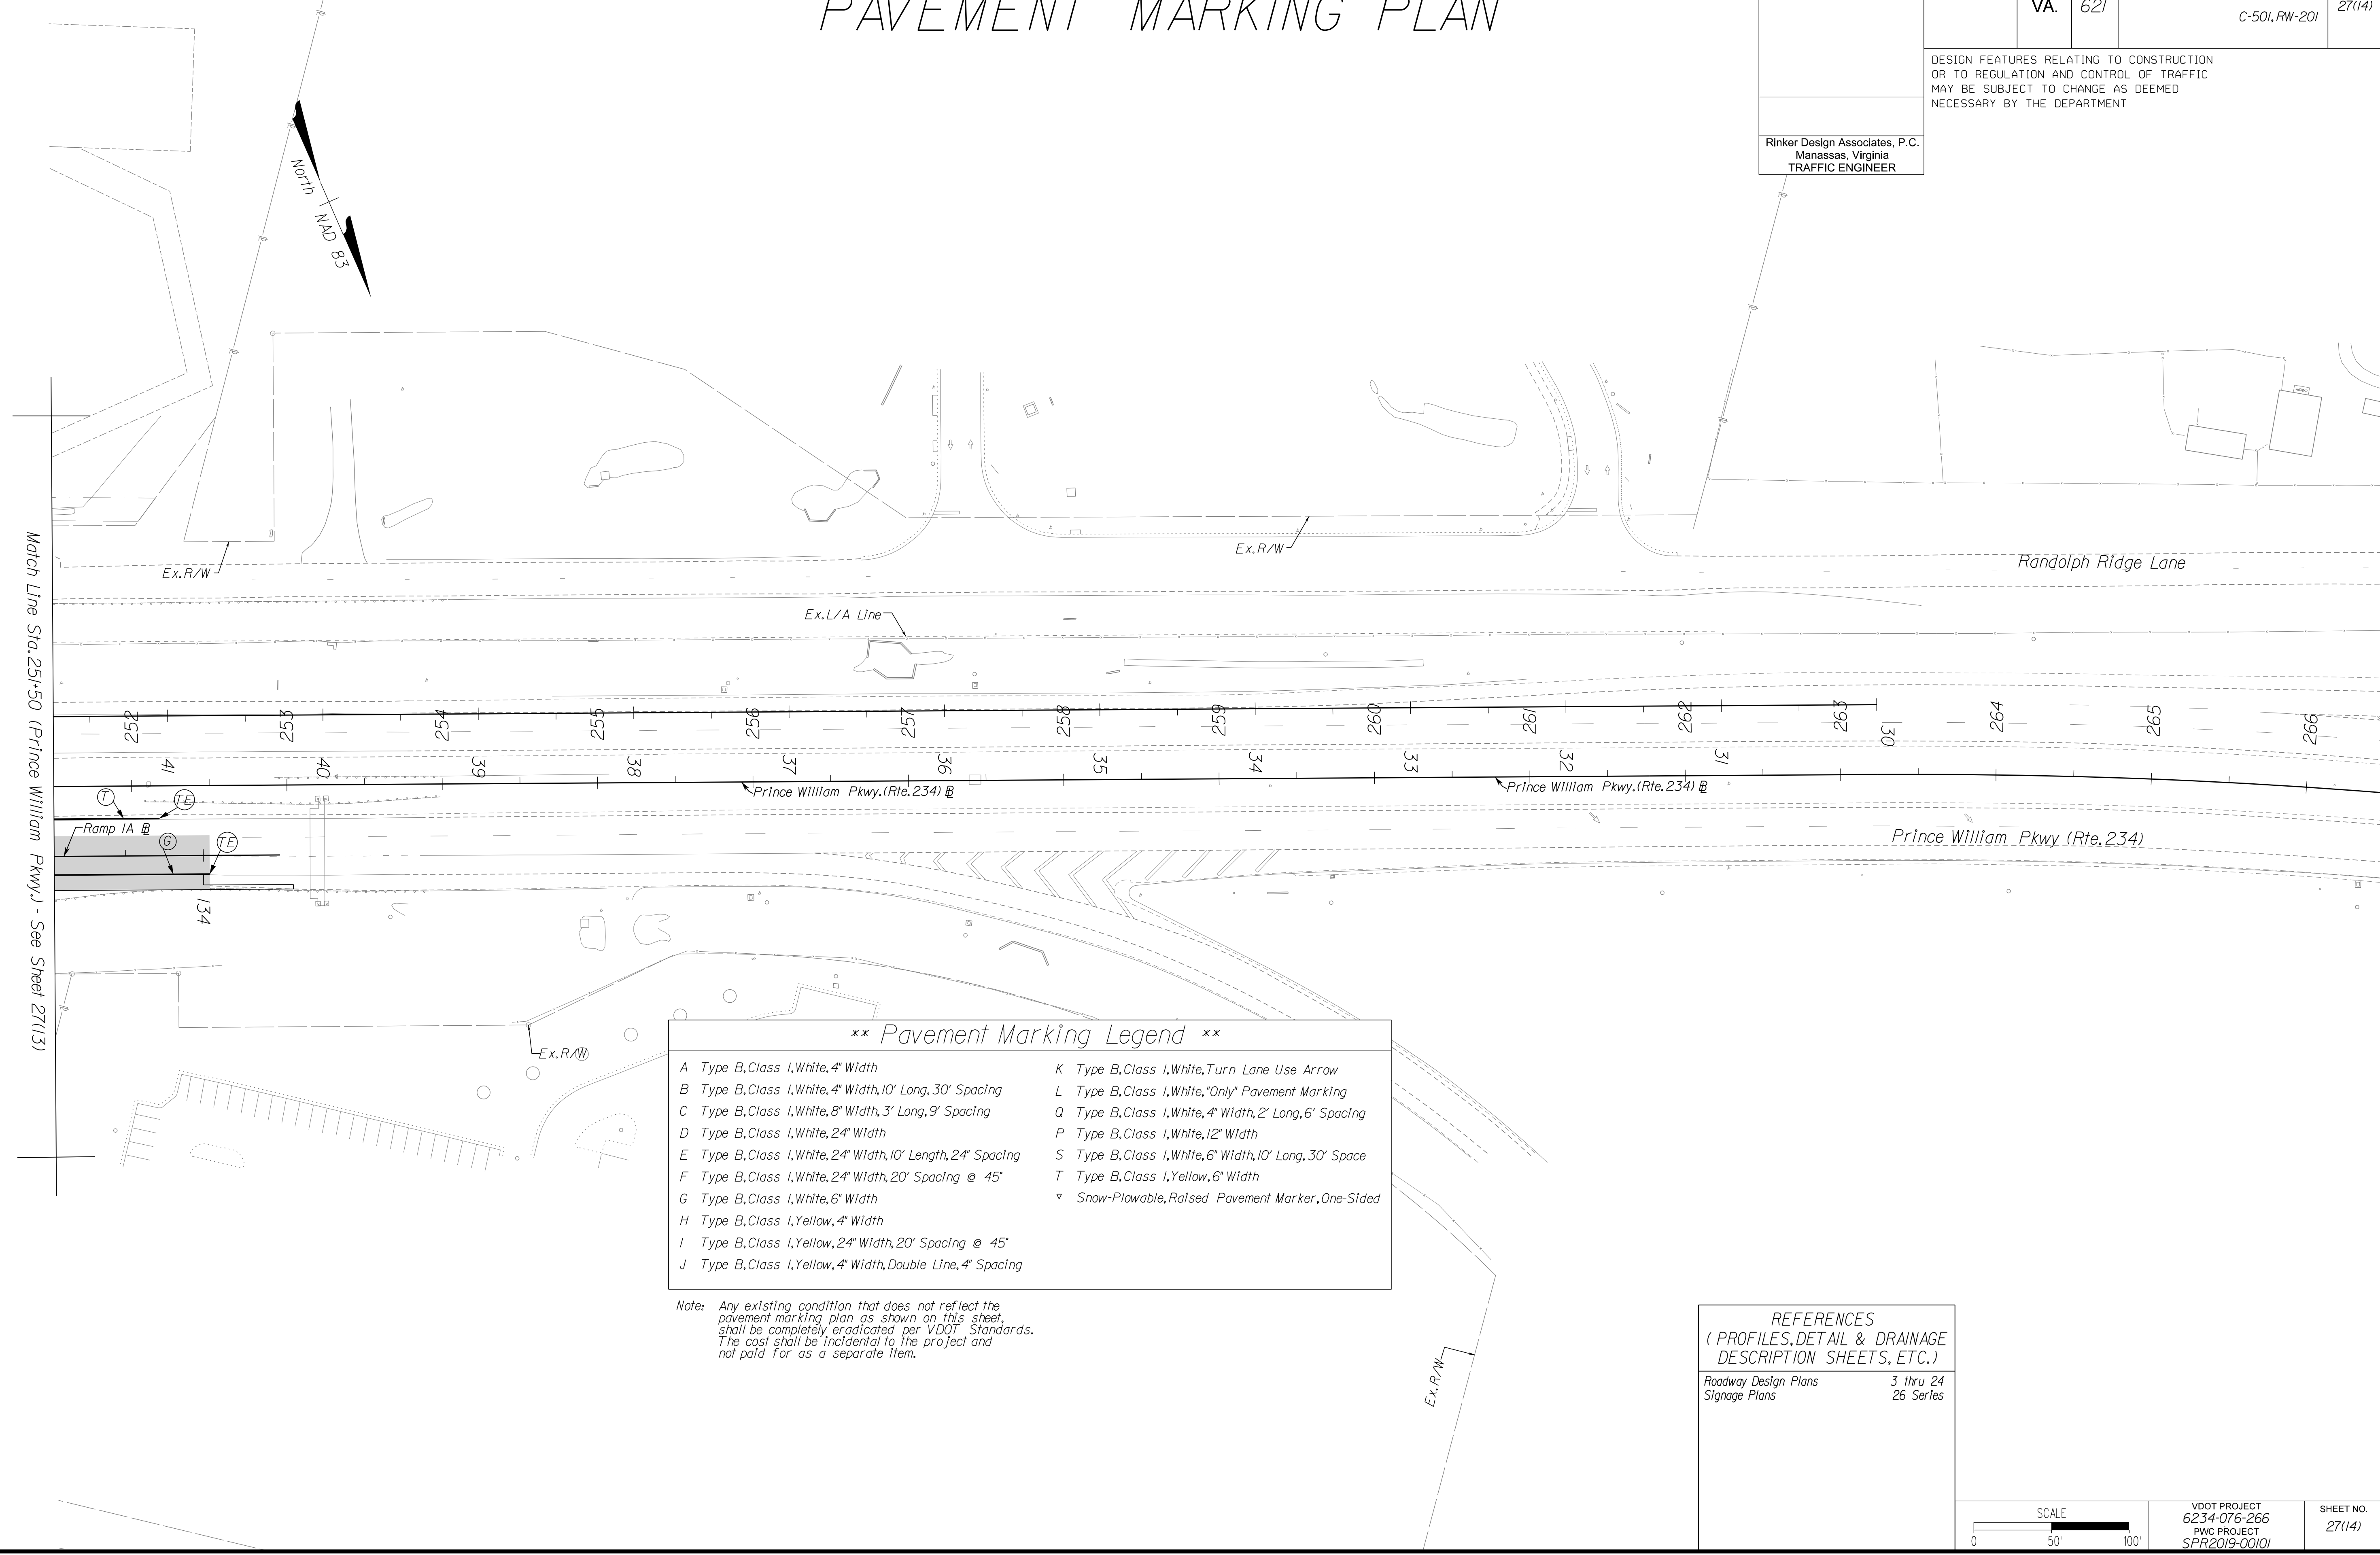 PAVEMENT MARKING PLAN
VA.
621
C-501, RW-201
27(14)
DESIGN FEATURES RELATING TO CONSTRUCTION
OR TO REGULATION AND CONTROL OF TRAFFIC
MAY BE SUBJECT TO CHANGE AS DEEMED
NECESSARY BY THE DEPARTMENT
Rinker Design Associates, P.C.
Manassas, Virginia
TRAFFIC ENGINEER
North NAD 83
Match Line Sta. 251+50 (Prince William Pkwy.) - See Sheet 27(13)
Ex. R/W
Ex. R/W
Randolph Ridge Lane
Ex. L/A Line
252
253
254
255
256
257
258
259
260
261
262
263
264
265
266
41
40
39
38
37
36
35
34
33
32
31
30
Prince William Pkwy. (Rte. 234) BL
Prince William Pkwy. (Rte. 234) BL
T
TE
Ramp 1A BL
G
TE
134
Prince William Pkwy (Rte. 234)
Ex. R/W
** Pavement Marking Legend **
A Type B, Class I, White, 4" Width
B Type B, Class I, White, 4" Width, 10' Long, 30' Spacing
C Type B, Class I, White, 8" Width, 3' Long, 9' Spacing
D Type B, Class I, White, 24" Width
E Type B, Class I, White, 24" Width, 10' Length, 24" Spacing
F Type B, Class I, White, 24" Width, 20' Spacing @ 45°
G Type B, Class I, White, 6" Width
H Type B, Class I, Yellow, 4" Width
I Type B, Class I, Yellow, 24" Width, 20' Spacing @ 45°
J Type B, Class I, Yellow, 4" Width, Double Line, 4" Spacing
K Type B, Class I, White, Turn Lane Use Arrow
L Type B, Class I, White, "Only" Pavement Marking
Q Type B, Class I, White, 4" Width, 2' Long, 6' Spacing
P Type B, Class I, White, 12" Width
S Type B, Class I, White, 6" Width, 10' Long, 30' Space
T Type B, Class I, Yellow, 6" Width
Snow-Plowable, Raised Pavement Marker, One-Sided
Note: Any existing condition that does not reflect the
pavement marking plan as shown on this sheet,
shall be completely eradicated per VDOT Standards.
The cost shall be incidental to the project and
not paid for as a separate item.
Ex. R/W
REFERENCES
( PROFILES, DETAIL & DRAINAGE
DESCRIPTION SHEETS, ETC.)
Roadway Design Plans 3 thru 24
Signage Plans 26 Series
SCALE
0 50' 100'
VDOT PROJECT
6234-076-266
PWC PROJECT
SPR2019-00101
SHEET NO.
27(14)